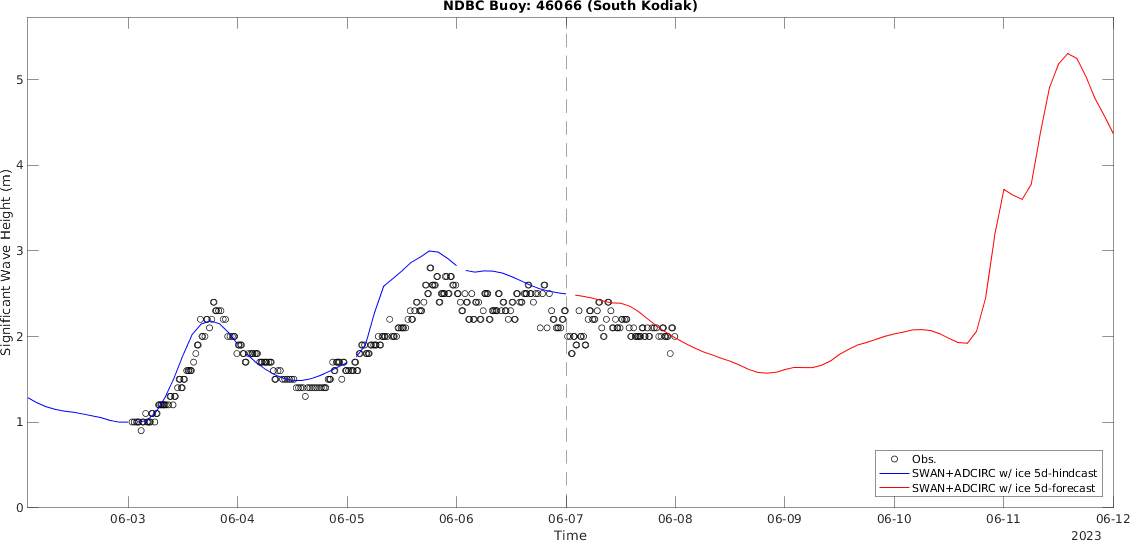 NDBC Buoy: 46066 (South Kodiak)
Significant Wave Height (m)
5
4
3
2
1
0
Obs.
SWAN+ADCIRC w/ ice 5d-hindcast
SWAN+ADCIRC w/ ice 5d-forecast
06-03 06-04 06-05 06-06 06-07 06-08 06-09 06-10 06-11 06-12
Time
2023